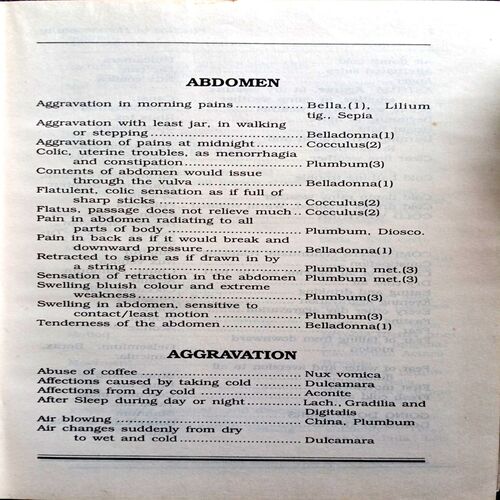 ABDOMEN
Aggravation in morning pains ................ Bella.(1), Lilium
tig., Sepia
Aggravation with least jar, in walking
or stepping ..................................... Belladonna(1)
Aggravation of pains at midnight .......... Cocculus(2)
Colic, uterine troubles, as menorrhagia
and constipation ............................. Plumbum(3)
Contents of abdomen would issue
through the vulva .......................... Belladonna(1)
Flatulent, colic sensation as if full of
sharp sticks .................................... Cocculus(2)
Flatus, passage does not relieve much .. Cocculus(2)
Pain in abdomen radiating to all
parts of body .................................. Plumbum, Diosco.
Pain in back as if it would break and
downward pressure ....................... Belladonna(1)
Retracted to spine as if drawn in by
a string ........................................... Plumbum met.(3)
Sensation of retraction in the abdomen Plumbum met.(3)
Swelling bluish colour and extreme
weakness ........................................ Plumbum(3)
Swelling in abdomen, sensitive to
contact/least motion ..................... Plumbum(3)
Tenderness of the abdomen .................. Belladonna(1)
AGGRAVATION
Abuse of coffee .................................... Nux vomica
Affections caused by taking cold ........... Dulcamara
Affections from dry cold ....................... Aconite
After Sleep during day or night ............. Lach., Gradilia and
Digitalis
Air blowing .......................................... China, Plumbum
Air changes suddenly from dry
to wet and cold ............................... Dulcamara